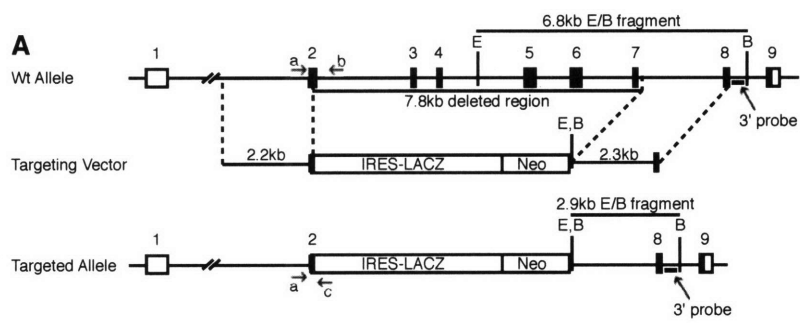 6.8kb E/B fragment
A
1 2 3 4 E 5 6 7 8 B 9
a b
Wt Allele
7.8kb deleted region
3' probe
E,B
Targeting Vector
2.2kb
IRES-LACZ Neo
2.3kb
2.9kb E/B fragment
1 2 E,B 8 B 9
Targeted Allele
IRES-LACZ Neo
a c
3' probe